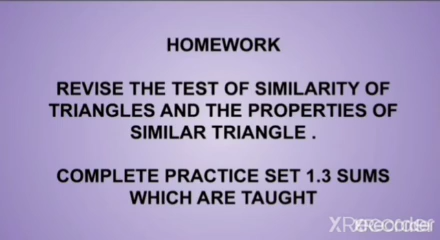 HOMEWORK
REVISE THE TEST OF SIMILARITY OF
TRIANGLES AND THE PROPERTIES OF
SIMILAR TRIANGLE .
COMPLETE PRACTICE SET 1.3 SUMS
WHICH ARE TAUGHT
XRecorder